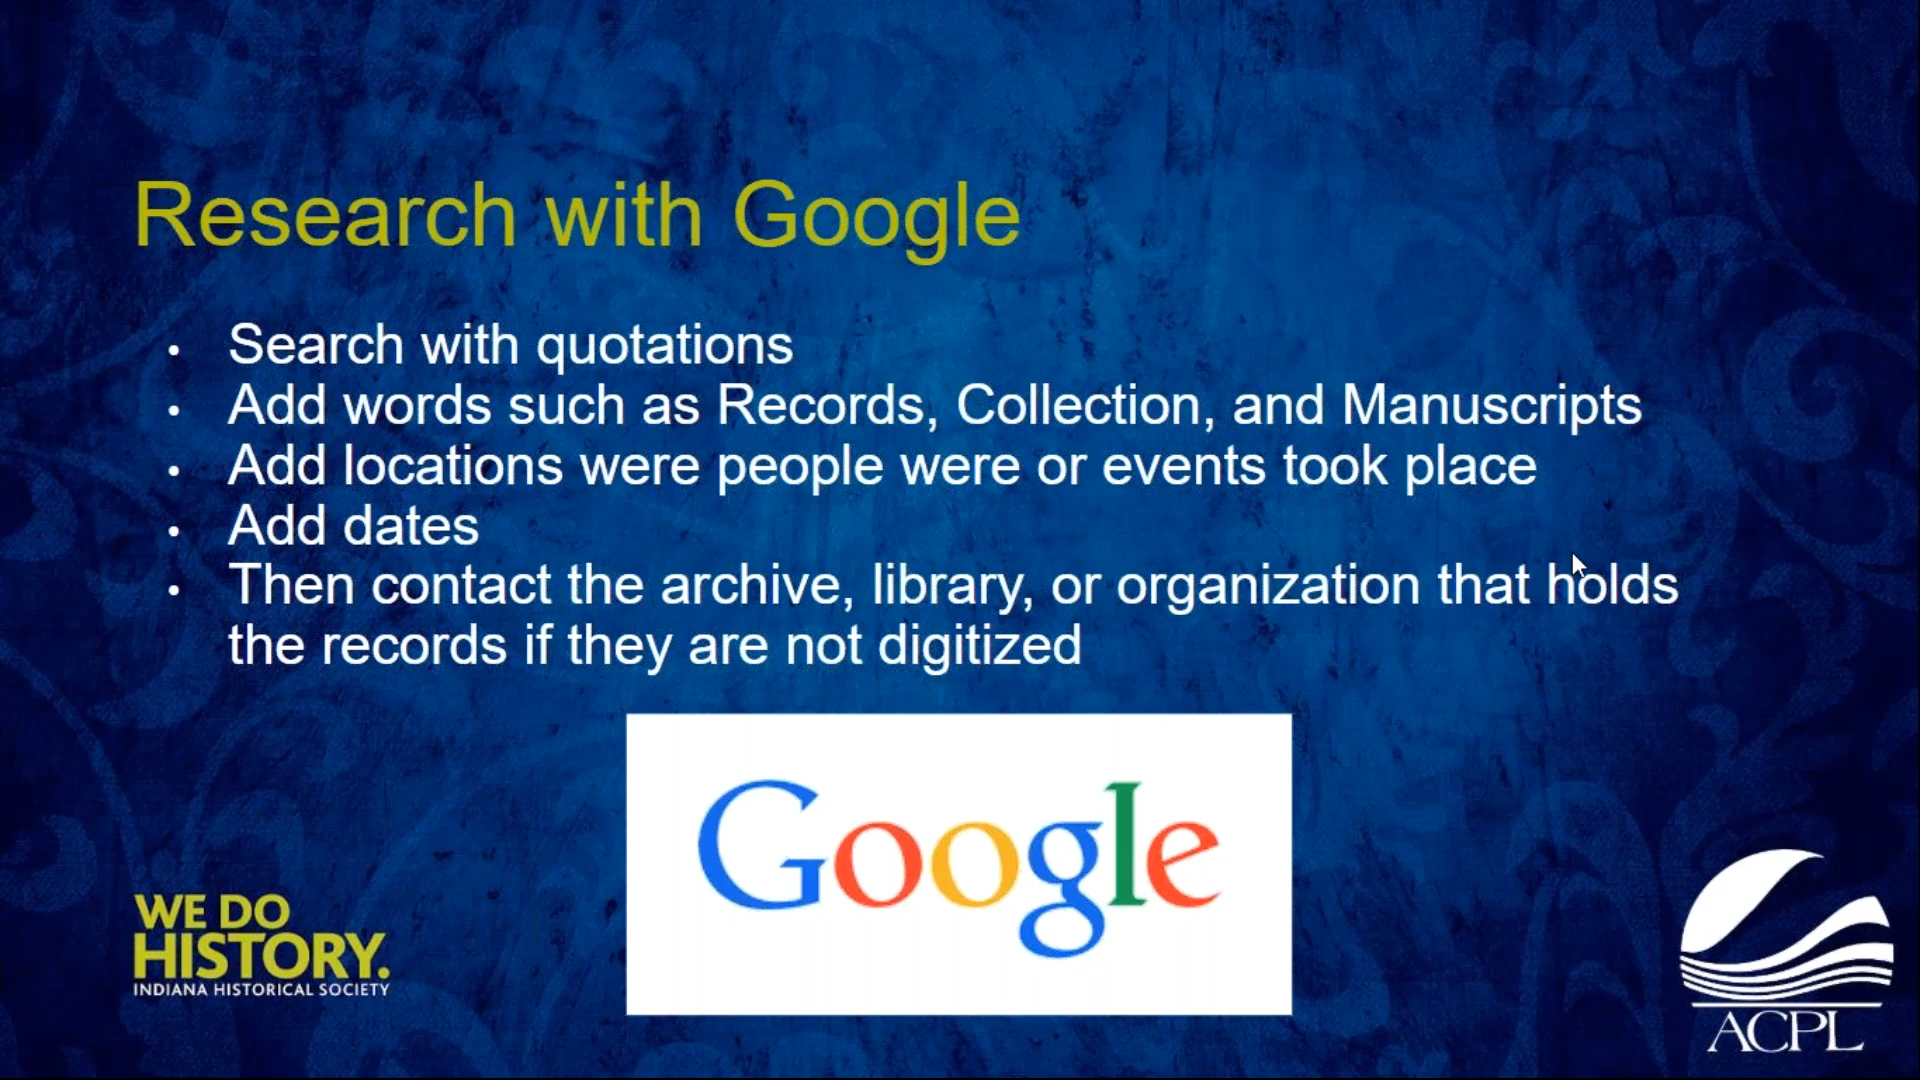 Research with Google
• Search with quotations
• Add words such as Records, Collection, and Manuscripts
• Add locations were people were or events took place
• Add dates
• Then contact the archive, library, or organization that holds
the records if they are not digitized
Google
WE DO
HISTORY.
INDIANA HISTORICAL SOCIETY
ACPL